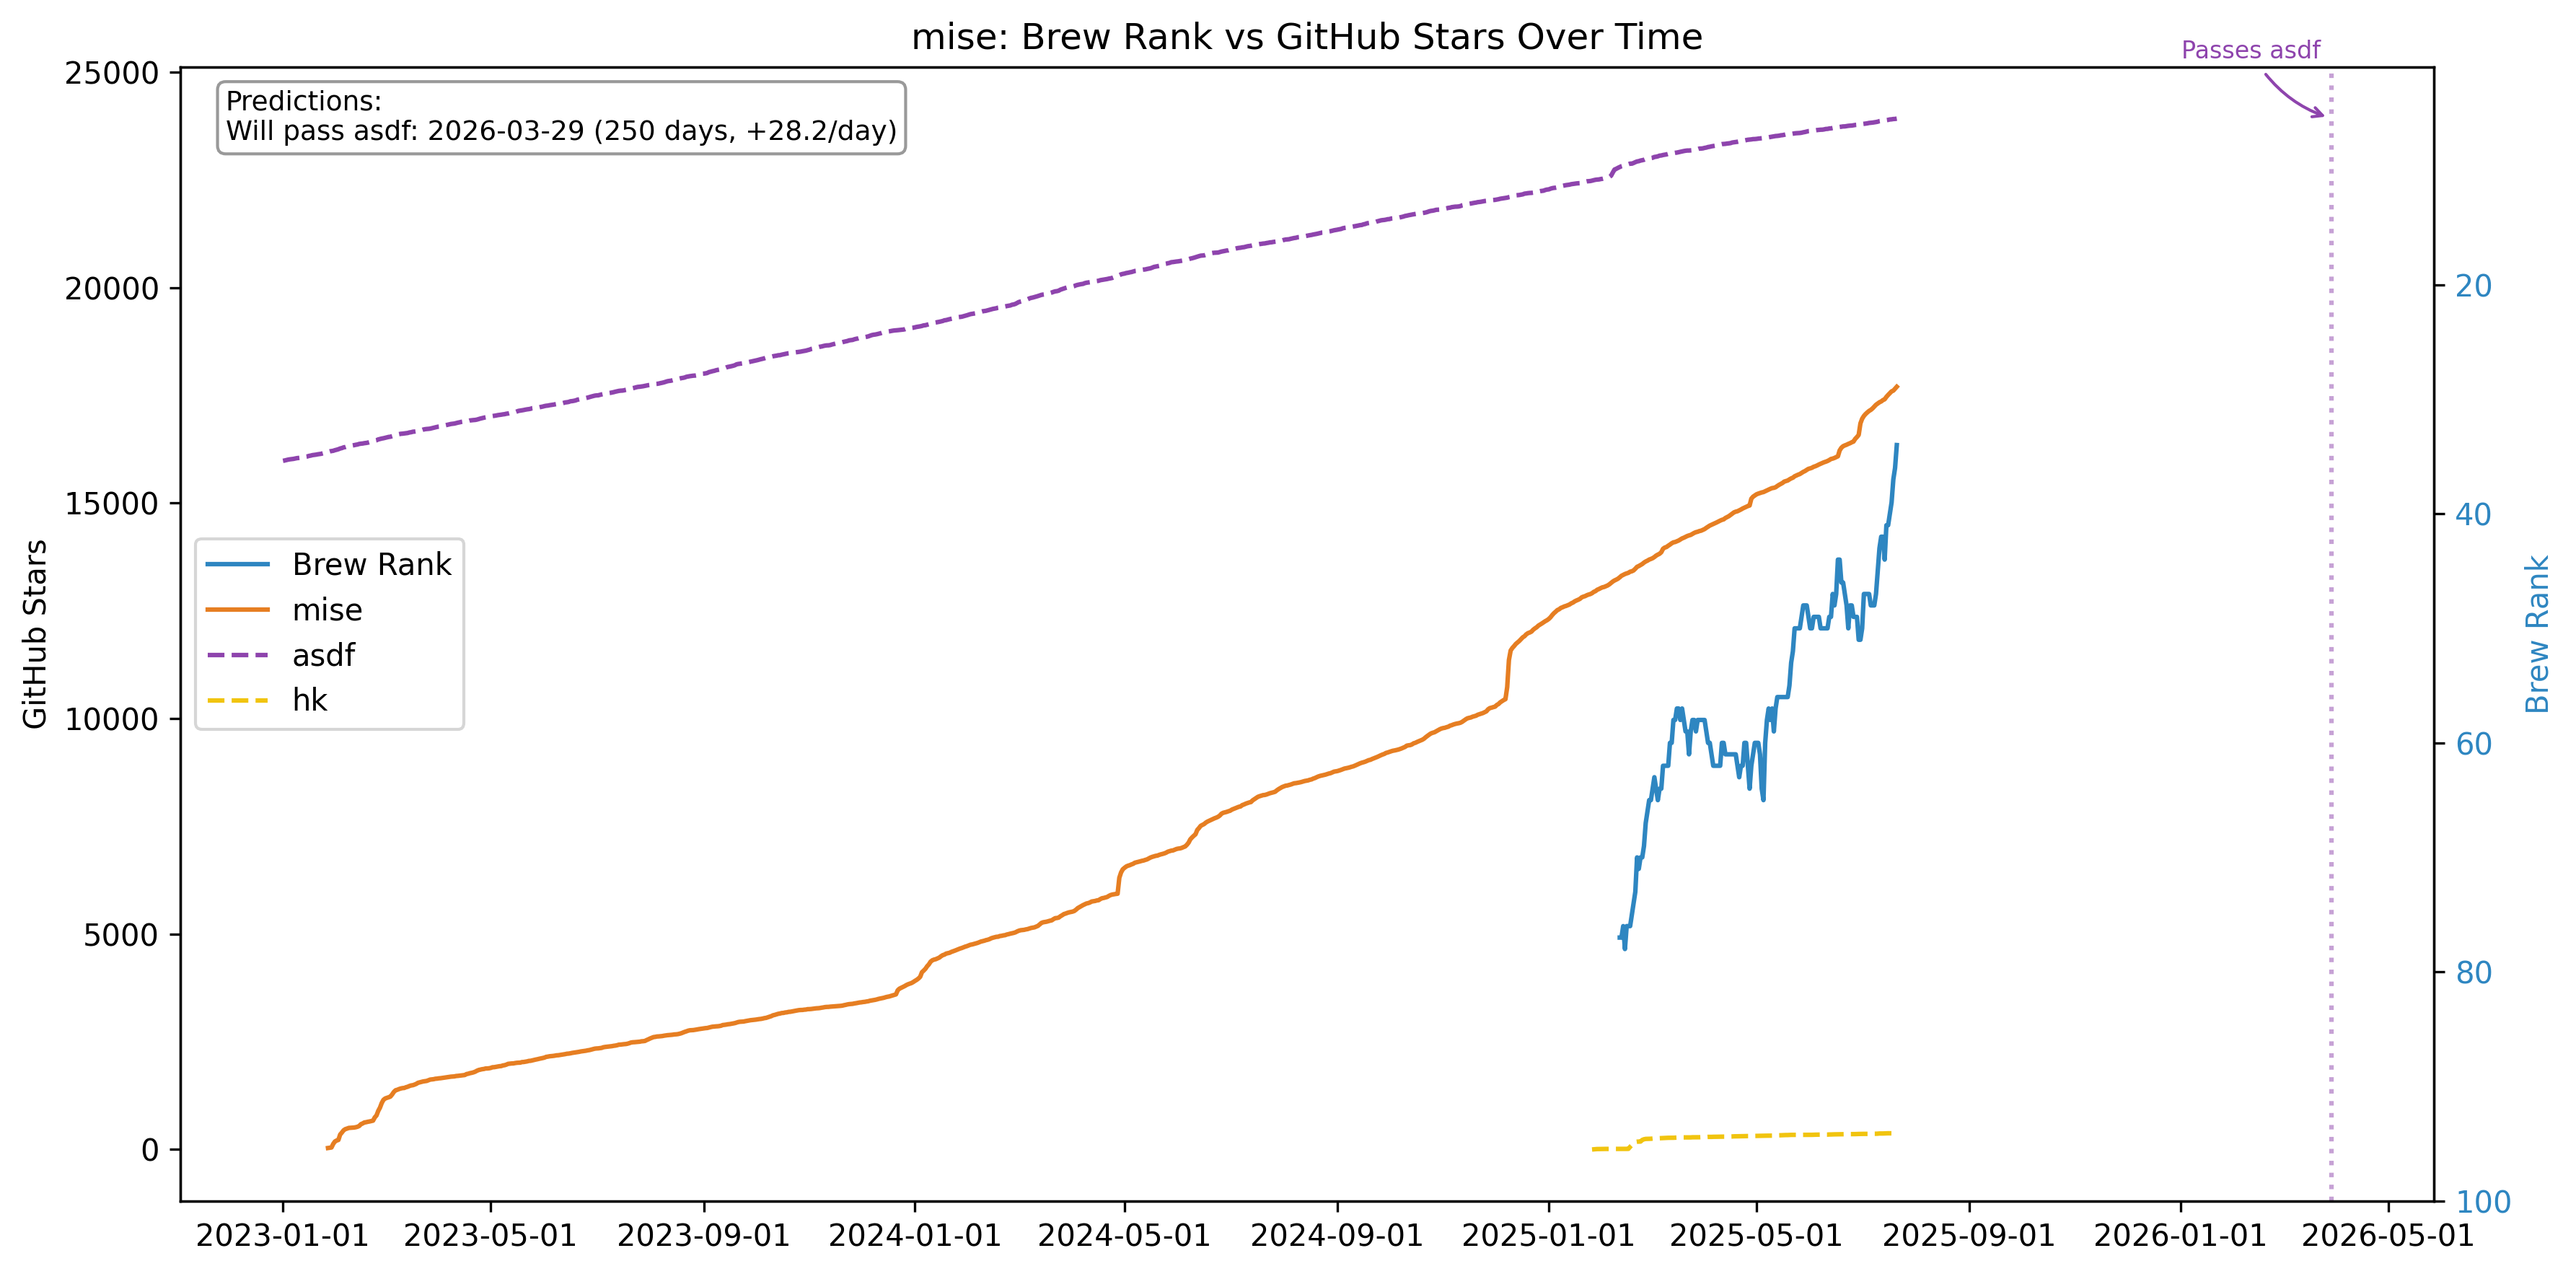 mise: Brew Rank vs GitHub Stars Over Time
Passes asdf
Predictions:
Will pass asdf: 2026-03-29 (250 days, +28.2/day)
GitHub Stars
25000
20000
15000
10000
5000
0
Brew Rank
mise
asdf
hk
20
40
60
80
100
Brew Rank
2023-01-01
2023-05-01
2023-09-01
2024-01-01
2024-05-01
2024-09-01
2025-01-01
2025-05-01
2025-09-01
2026-01-01
2026-05-01